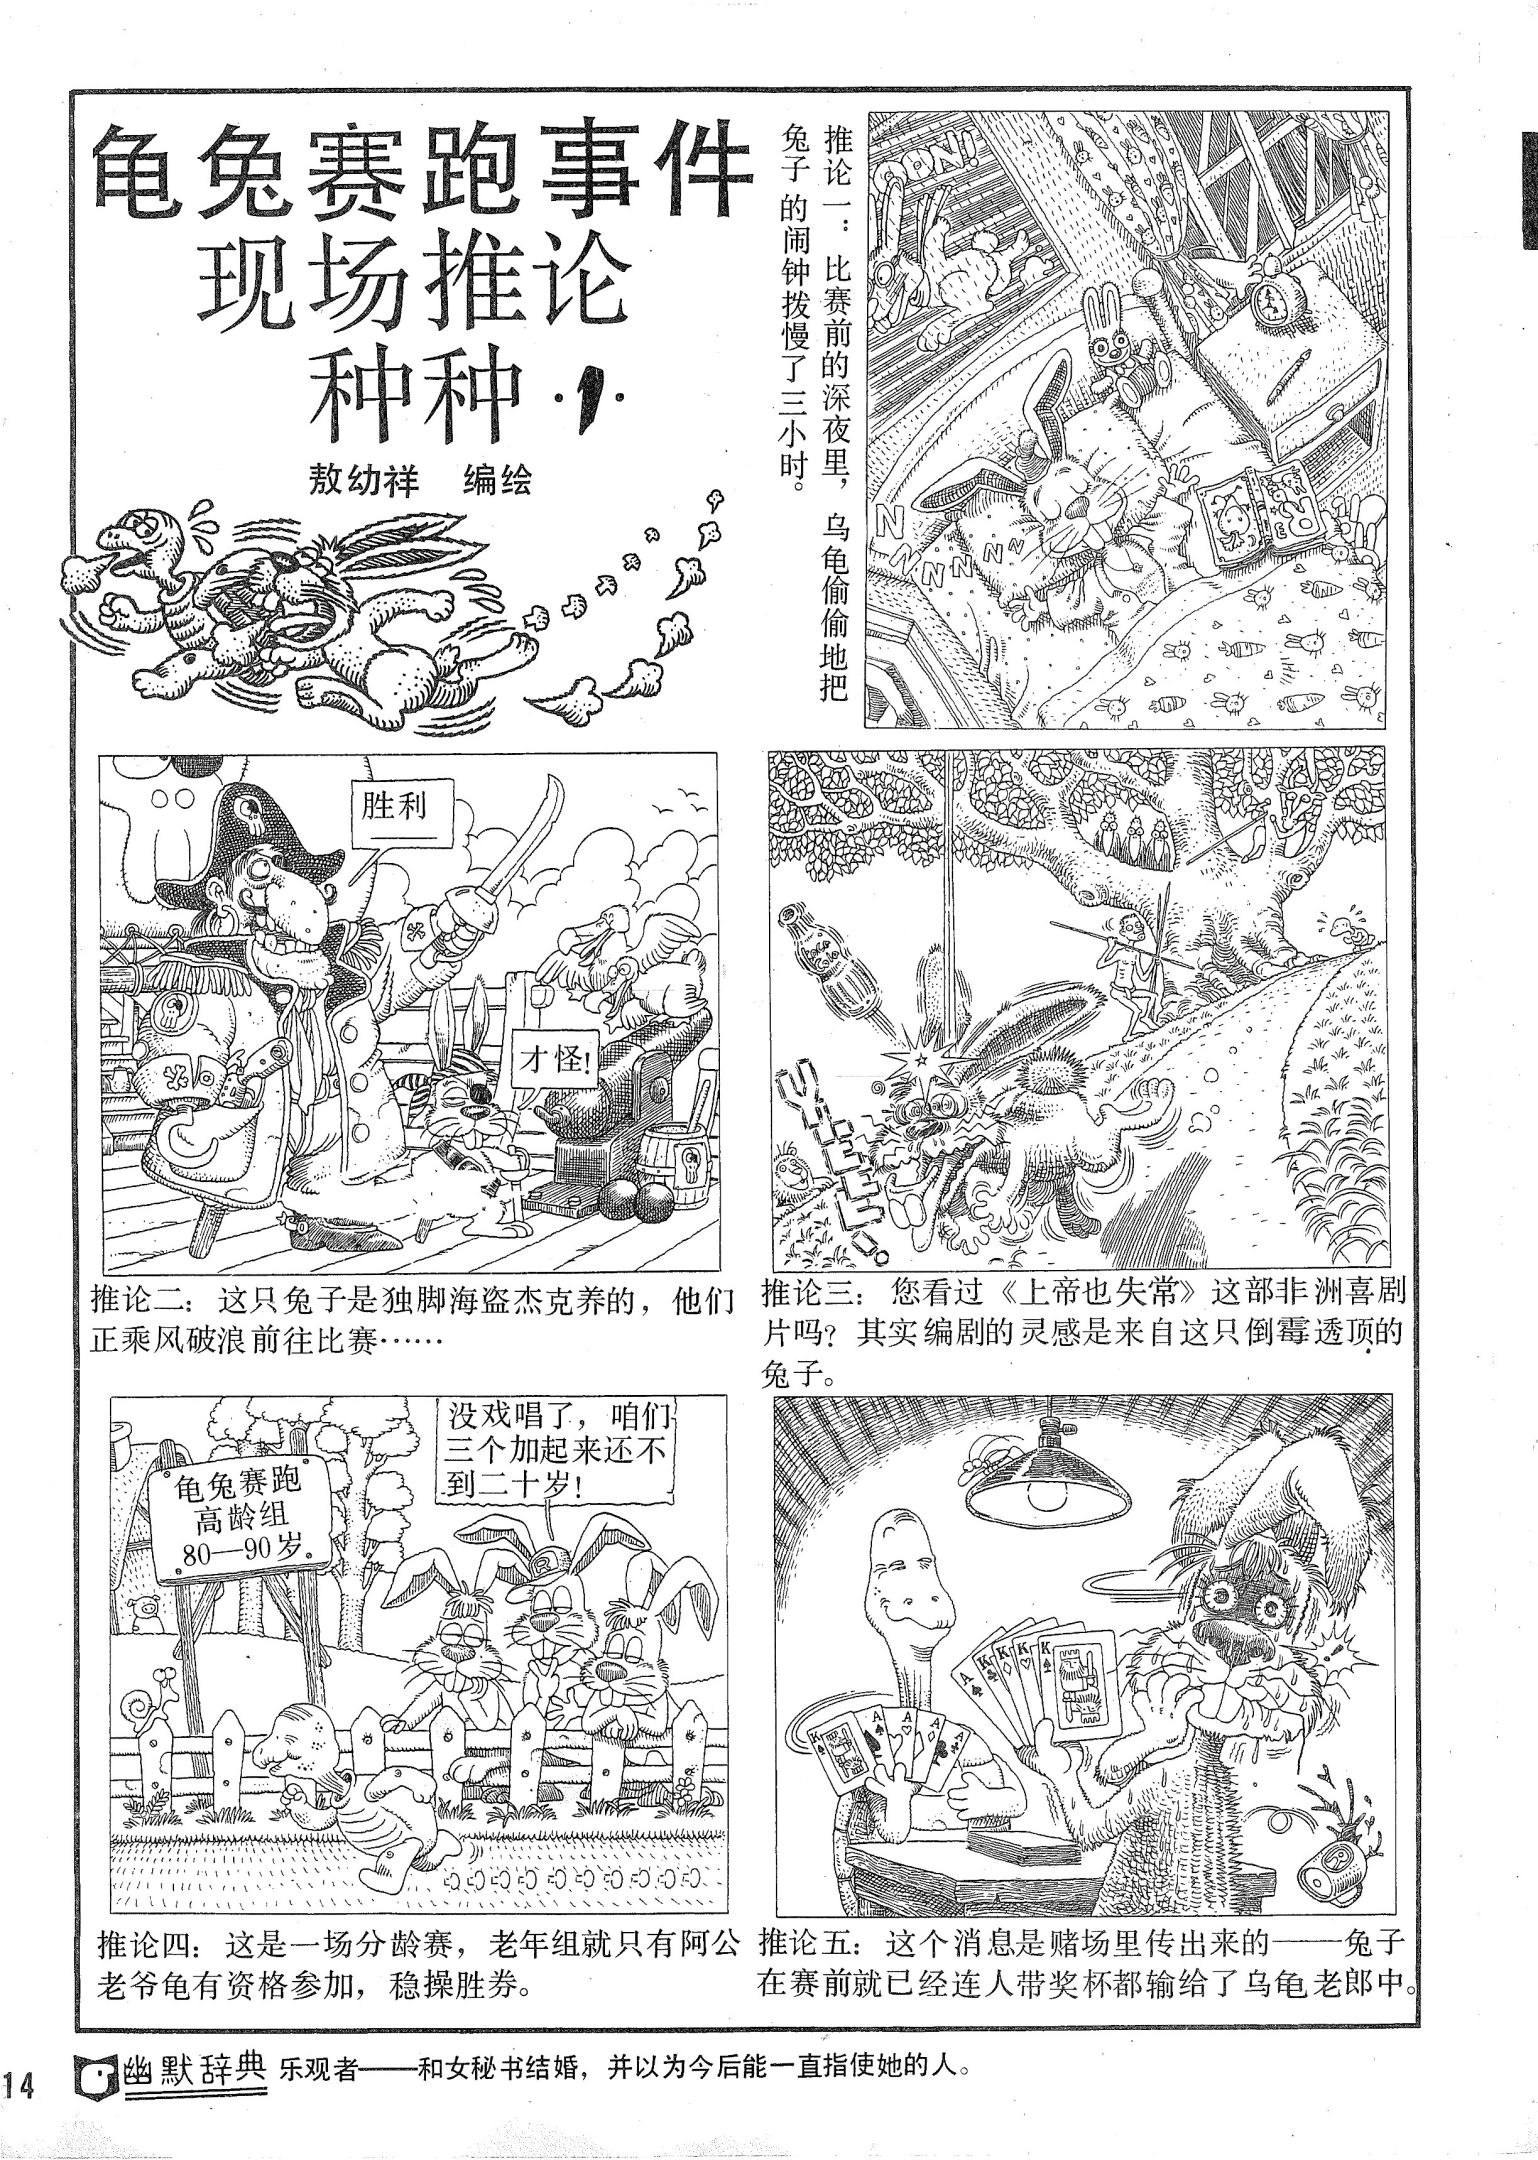 龟兔赛跑事件
现场推论
种种·1·
敖幼祥 编绘
推论一：比赛前的深夜里，乌龟偷偷地把
兔子的闹钟拨慢了三小时。
OON!
N N N N N N N
胜利
才怪!
推论二：这只兔子是独脚海盗杰克养的，他们
正乘风破浪前往比赛……
Coca Cola
推论三：您看过《上帝也失常》这部非洲喜剧
片吗？其实编剧的灵感是来自这只倒霉透顶的
兔子。
龟兔赛跑
高龄组
80—90岁
没戏唱了，咱们
三个加起来还不
到二十岁!
推论四：这是一场分龄赛，老年组就只有阿公
老爷龟有资格参加，稳操胜券。
A K K K K
K A A A A
推论五：这个消息是赌场里传出来的——兔子
在赛前就已经连人带奖杯都输给了乌龟老郎中。
14
幽默辞典 乐观者——和女秘书结婚，并以为今后能一直指使她的人。